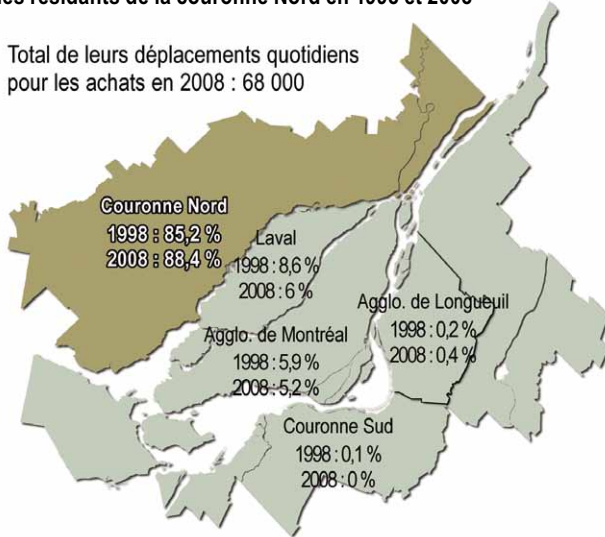 des résidants de la couronne Nord en 1998 et 2008
Total de leurs déplacements quotidiens
pour les achats en 2008 : 68 000
Couronne Nord
1998 : 85,2 %
2008 : 88,4 %
Laval
1998 : 8,6 %
2008 : 6 %
Agglo. de Longueuil
1998 : 0,2 %
2008 : 0,4 %
Agglo. de Montréal
1998 : 5,9 %
2008 : 5,2 %
Couronne Sud
1998 : 0,1 %
2008 : 0 %